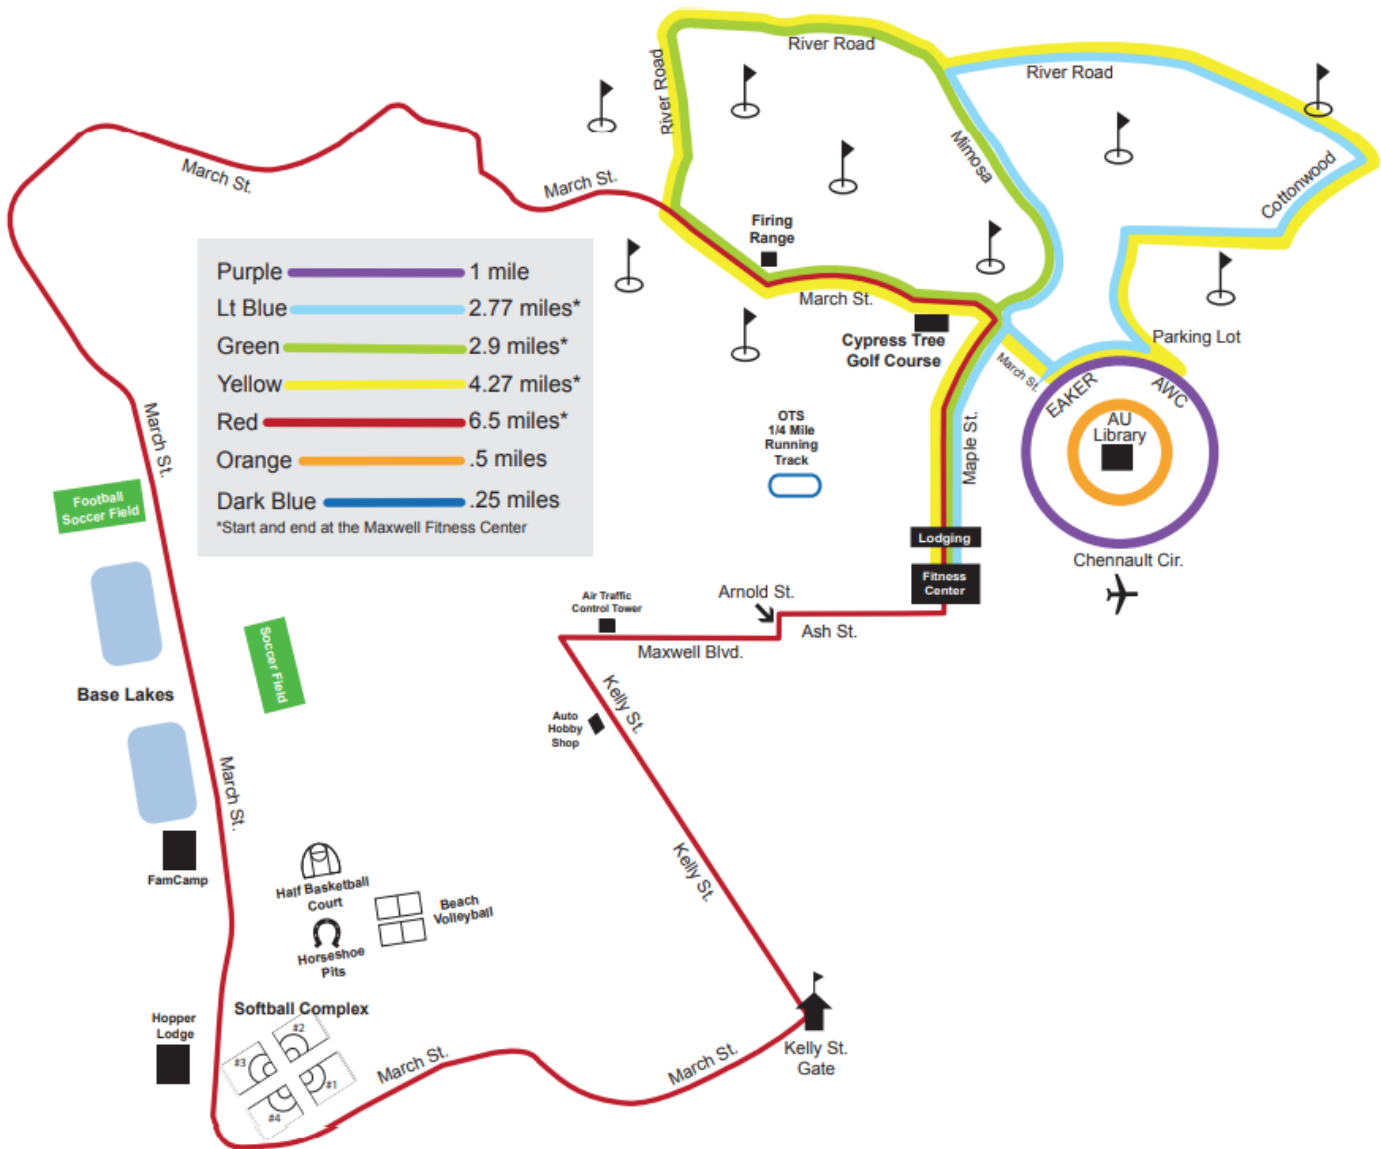 River Road
River Road
River Road
Mimosa
Cottonwood
March St.
March St.
Firing
Range
March St.
Cypress Tree
Golf Course
March St.
Parking Lot
EAKER
AWC
AU
Library
Chennault Cir.
Purple 1 mile
Lt Blue 2.77 miles*
Green 2.9 miles*
Yellow 4.27 miles*
Red 6.5 miles*
Orange .5 miles
Dark Blue .25 miles
*Start and end at the Maxwell Fitness Center
OTS
1/4 Mile
Running
Track
Maple St.
Lodging
Fitness
Center
March St.
Football
Soccer Field
Air Traffic
Control Tower
Arnold St.
Ash St.
Maxwell Blvd.
Soccer Field
Base Lakes
Kelly St.
Auto
Hobby
Shop
March St.
FamCamp
Half Basketball
Court
Beach
Volleyball
Kelly St.
Horseshoe
Pits
Softball Complex
Hopper
Lodge
#2
#3
#1
#4
March St.
March St.
Kelly St.
Gate